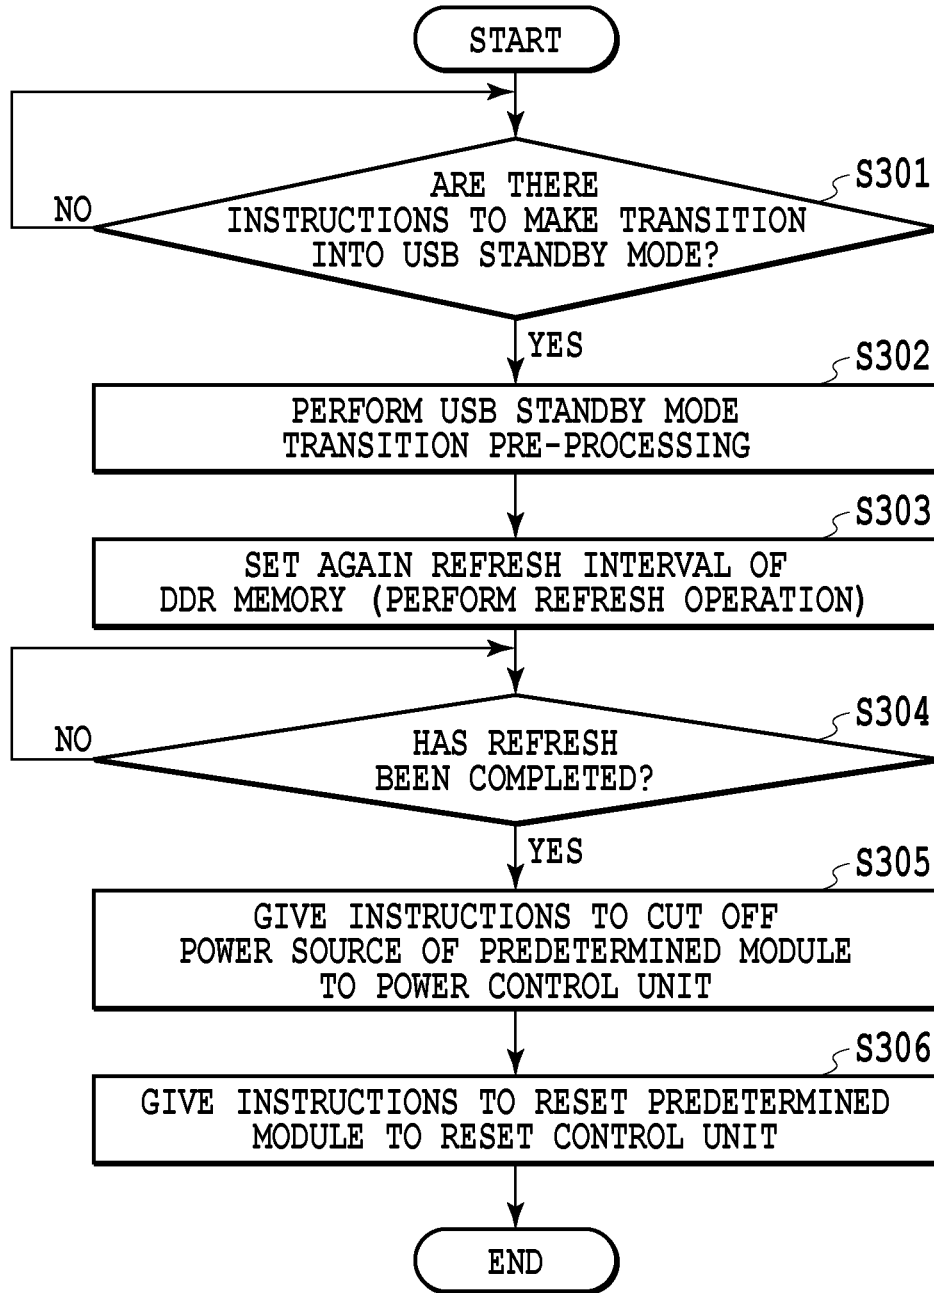 START
S301
ARE THERE
INSTRUCTIONS TO MAKE TRANSITION
INTO USB STANDBY MODE?
NO
YES
S302
PERFORM USB STANDBY MODE
TRANSITION PRE-PROCESSING
S303
SET AGAIN REFRESH INTERVAL OF
DDR MEMORY (PERFORM REFRESH OPERATION)
S304
HAS REFRESH
BEEN COMPLETED?
NO
YES
S305
GIVE INSTRUCTIONS TO CUT OFF
POWER SOURCE OF PREDETERMINED MODULE
TO POWER CONTROL UNIT
S306
GIVE INSTRUCTIONS TO RESET PREDETERMINED
MODULE TO RESET CONTROL UNIT
END